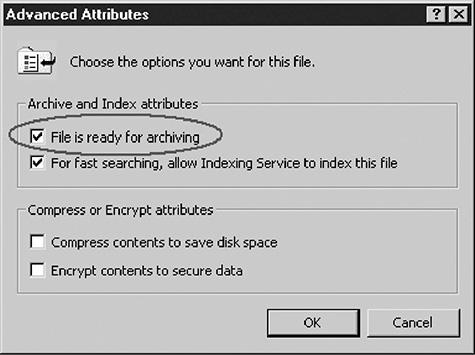 Advanced Attributes
Choose the options you want for this file.
Archive and Index attributes
File is ready for archiving
For fast searching, allow Indexing Service to index this file
Compress or Encrypt attributes
Compress contents to save disk space
Encrypt contents to secure data
OK Cancel